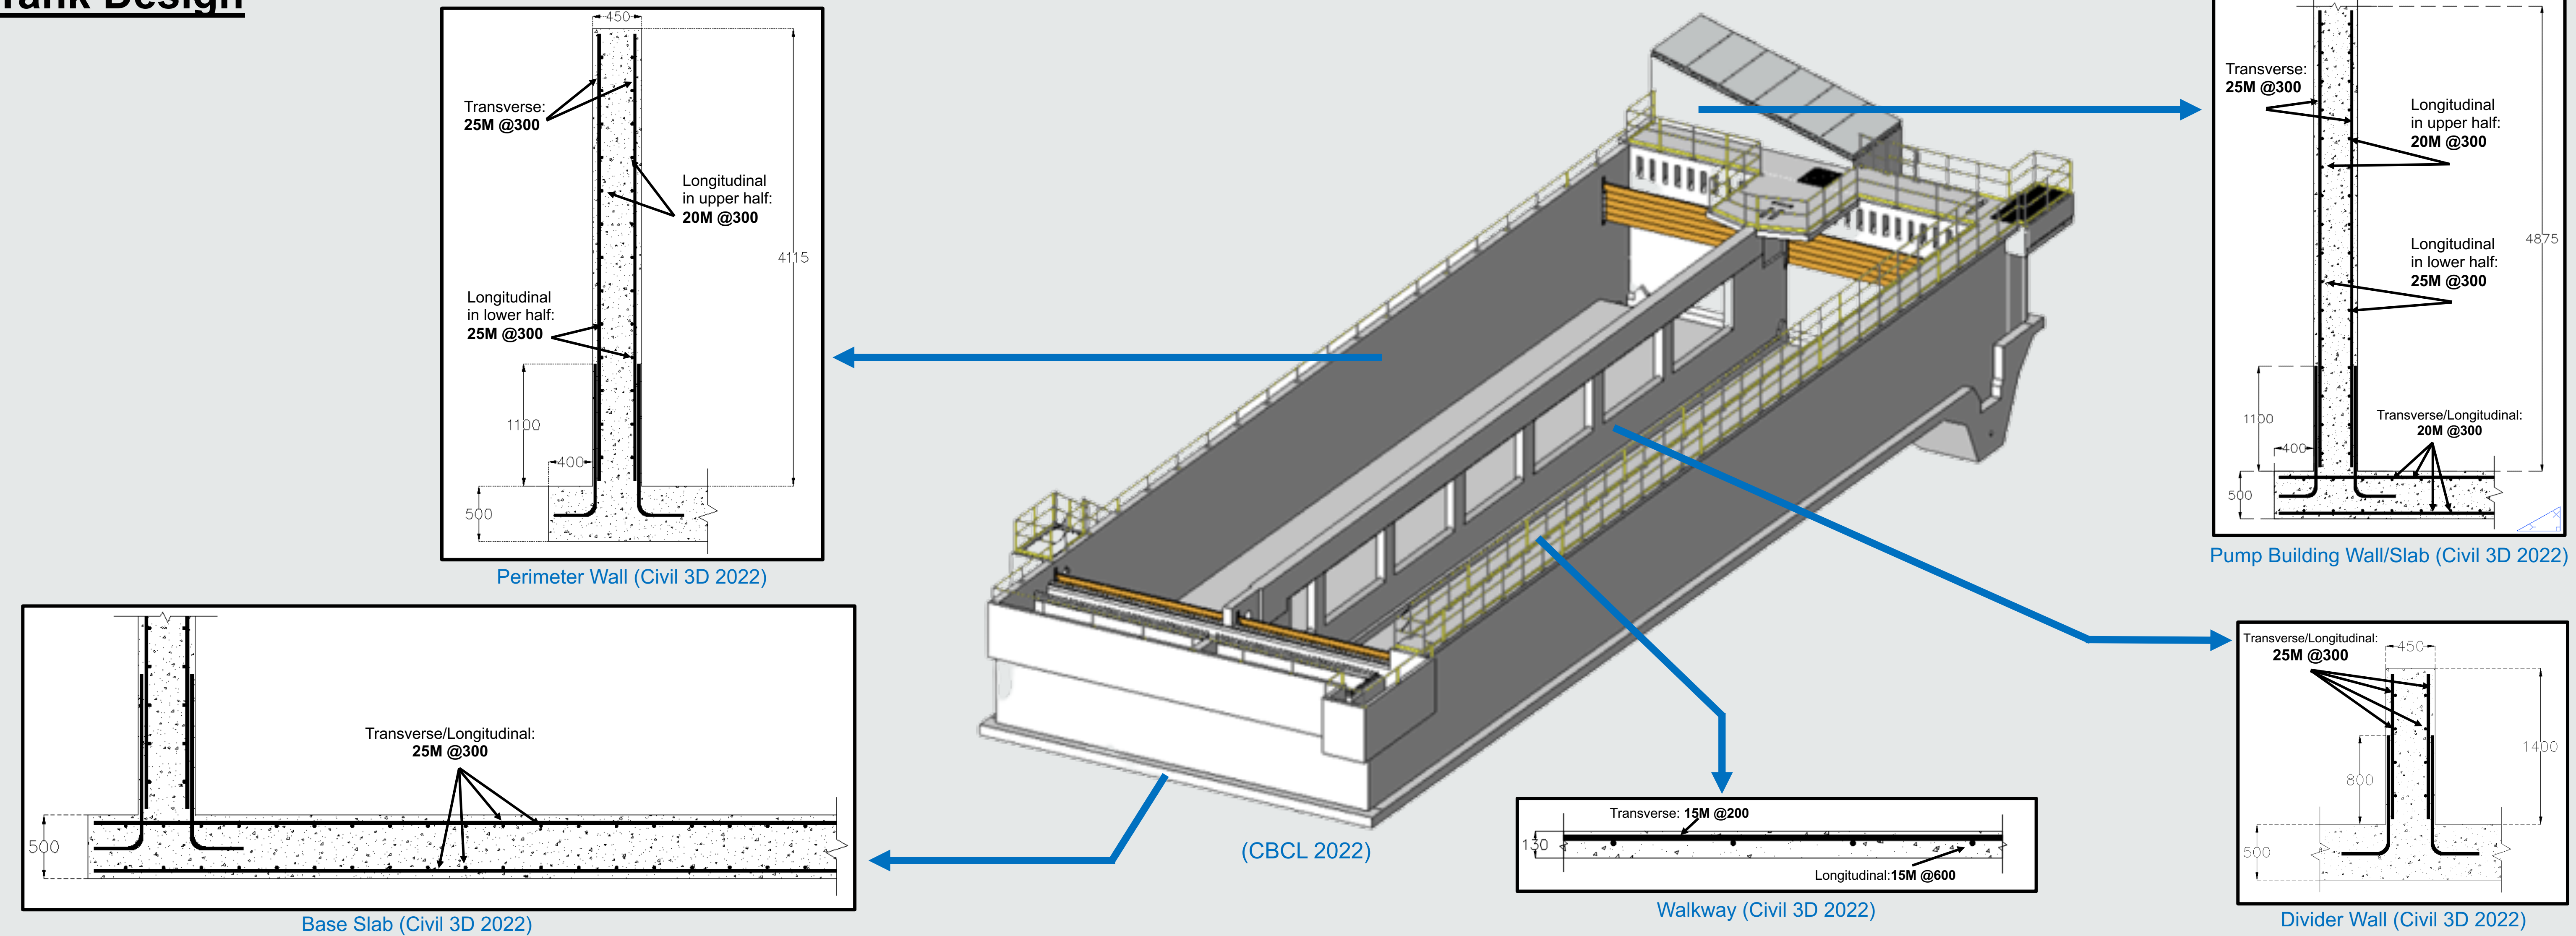 Tank Design
450
Transverse:
25M @300
Longitudinal
in upper half:
20M @300
4115
Longitudinal
in lower half:
25M @300
1100
400
500
Perimeter Wall (Civil 3D 2022)
Transverse:
25M @300
Longitudinal
in upper half:
20M @300
4875
Longitudinal
in lower half:
25M @300
1100
Transverse/Longitudinal:
20M @300
400
500
Pump Building Wall/Slab (Civil 3D 2022)
Transverse/Longitudinal:
25M @300
500
Base Slab (Civil 3D 2022)
(CBCL 2022)
Transverse: 15M @200
130
Longitudinal:15M @600
Walkway (Civil 3D 2022)
Transverse/Longitudinal:
25M @300
450
1400
800
500
Divider Wall (Civil 3D 2022)